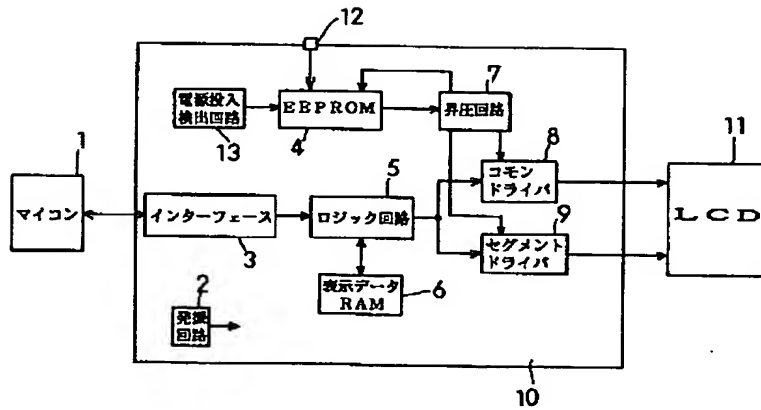 12
7
電源投入
検出回路
EEPROM
昇圧回路
13
4
8
11
1
5
コモン
ドライバ
マイコン
インターフェース
ロジック回路
9
LCD
3
セグメント
ドライバ
2
表示データ
RAM
6
発振
回路
10